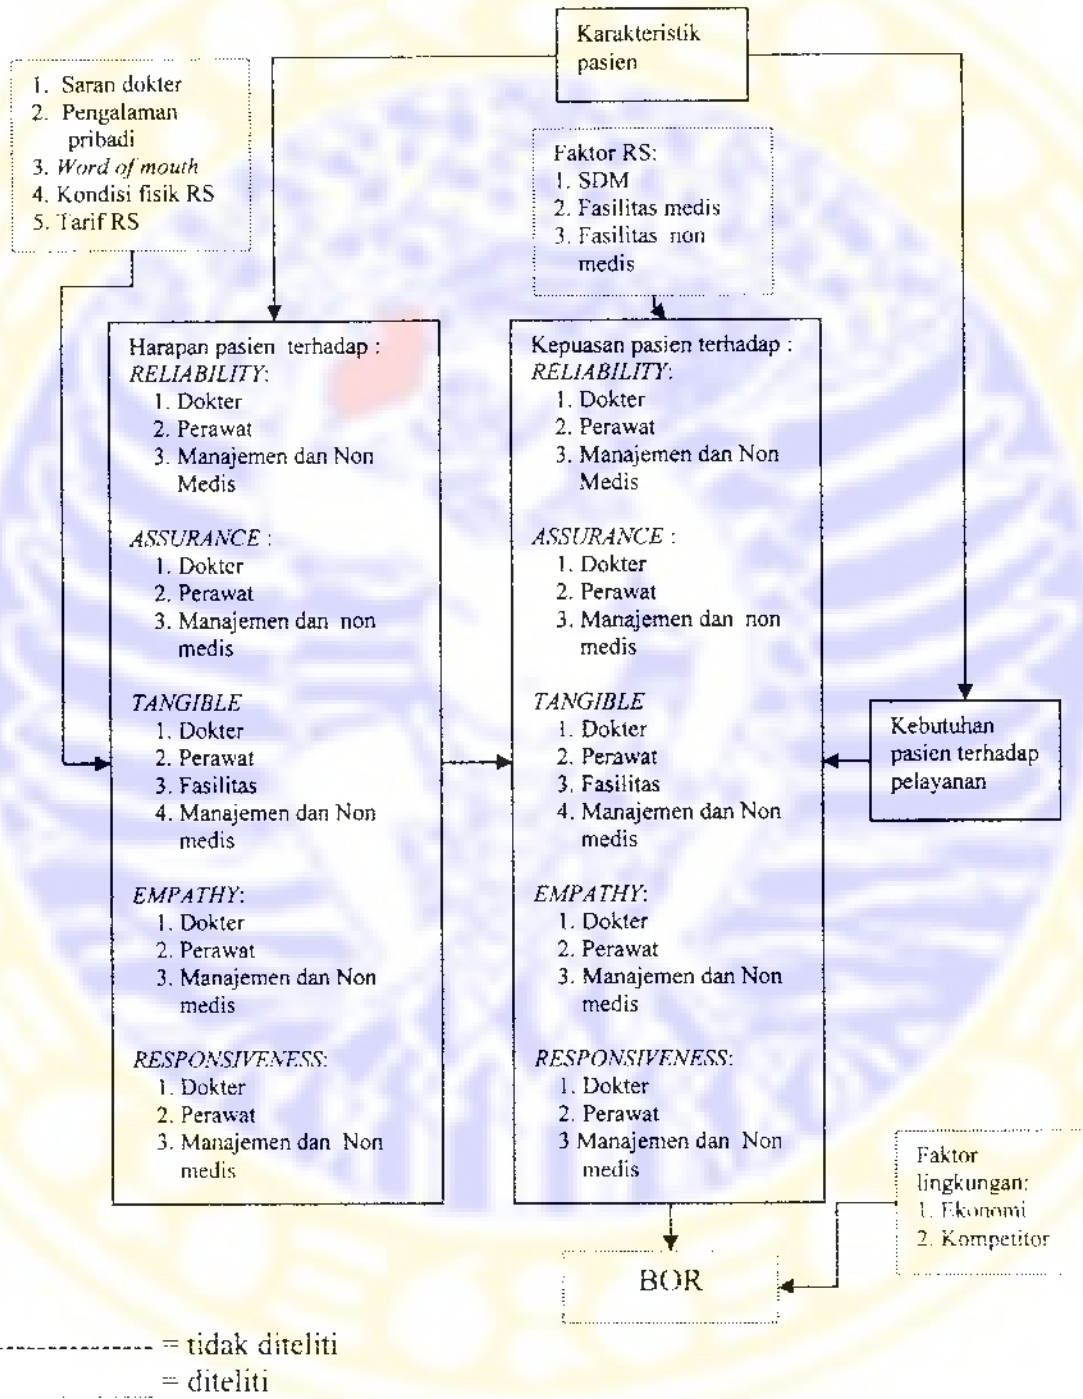 Karakteristik
pasien
1. Saran dokter
2. Pengalaman
pribadi
3. Word of mouth
4. Kondisi fisik RS
5. Tarif RS
Faktor RS:
1. SDM
2. Fasilitas medis
3. Fasilitas non
medis
Harapan pasien terhadap :
RELIABILITY:
1. Dokter
2. Perawat
3. Manajemen dan Non
Medis
ASSURANCE :
1. Dokter
2. Perawat
3. Manajemen dan non
medis
TANGIBLE
1. Dokter
2. Perawat
3. Fasilitas
4. Manajemen dan Non
medis
EMPATHY:
1. Dokter
2. Perawat
3. Manajemen dan Non
medis
RESPONSIVENESS:
1. Dokter
2. Perawat
3. Manajemen dan Non
medis
Kepuasan pasien terhadap :
RELIABILITY:
1. Dokter
2. Perawat
3. Manajemen dan Non
Medis
ASSURANCE :
1. Dokter
2. Perawat
3. Manajemen dan non
medis
TANGIBLE
1. Dokter
2. Perawat
3. Fasilitas
4. Manajemen dan Non
medis
EMPATHY:
1. Dokter
2. Perawat
3. Manajemen dan Non
medis
RESPONSIVENESS:
1. Dokter
2. Perawat
3 Manajemen dan Non
medis
Kebutuhan
pasien terhadap
pelayanan
Faktor
lingkungan:
1. Ekonomi
2. Kompetitor
BOR
= tidak diteliti
= diteliti